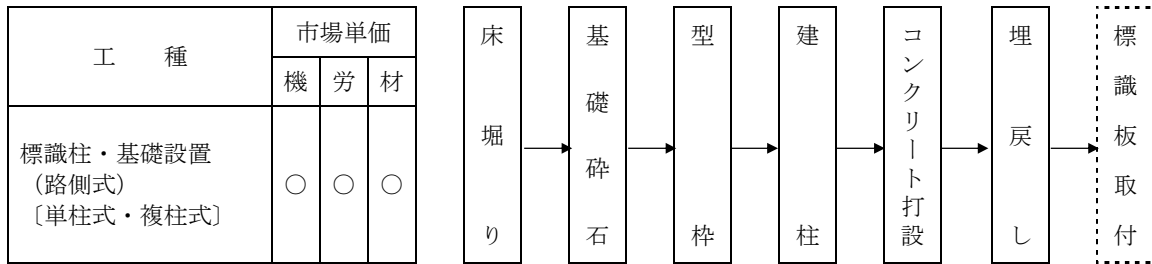 工　種
市場単価
機
労
材
標識柱・基礎設置
（路側式）
〔単柱式・複柱式〕
○
○
○
床堀り
基礎砕石
型枠
建柱
コンクリート打設
埋戻し
標識板取付